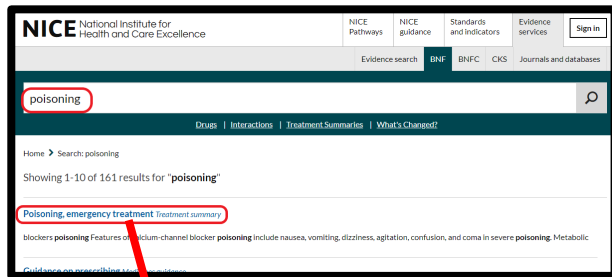 NICE National Institute for Health and Care Excellence
NICE Pathways
NICE guidance
Standards and indicators
Evidence services
Sign in
Evidence search BNF BNFC CKS Journals and databases
poisoning
Drugs | Interactions | Treatment Summaries | What's Changed?
Home > Search: poisoning
Showing 1-10 of 161 results for "poisoning"
Poisoning, emergency treatment Treatment summary
blockers poisoning Features of calcium-channel blocker poisoning include nausea, vomiting, dizziness, agitation, confusion, and coma in severe poisoning. Metabolic
Guidance on prescribing guidance